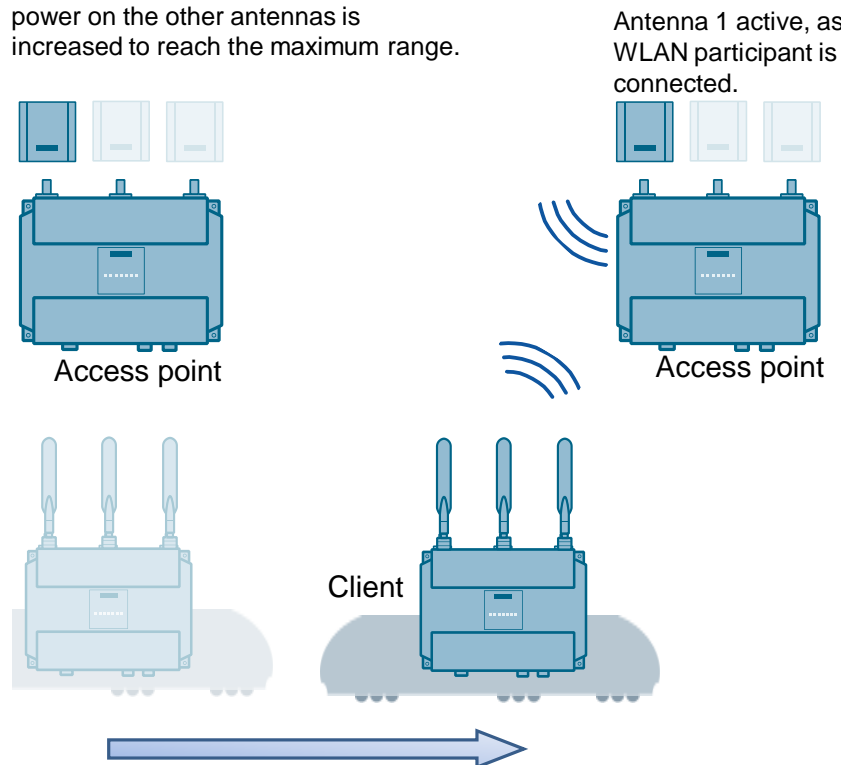 power on the other antennas is
increased to reach the maximum range.
Antenna 1 active, as
WLAN participant is
connected.
Access point
Access point
Client